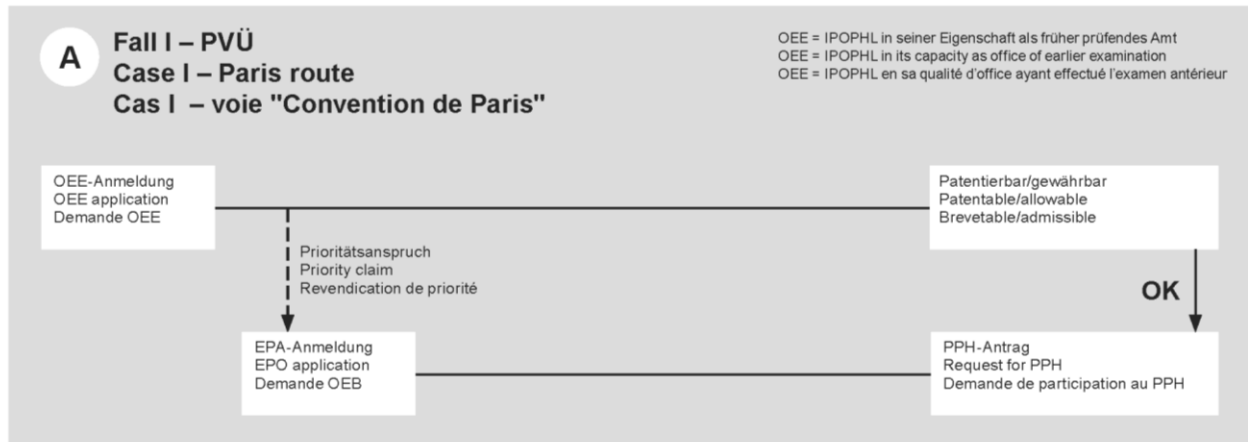 A
Fall I – PVÜ
Case I – Paris route
Cas I – voie "Convention de Paris"
OEE = IPOPHL in seiner Eigenschaft als früher prüfendes Amt
OEE = IPOPHL in its capacity as office of earlier examination
OEE = IPOPHL en sa qualité d'office ayant effectué l'examen antérieur
OEE-Anmeldung
OEE application
Demande OEE
Patentierbar/gewährbar
Patentable/allowable
Brevetable/admissible
Prioritätsanspruch
Priority claim
Revendication de priorité
OK
EPA-Anmeldung
EPO application
Demande OEB
PPH-Antrag
Request for PPH
Demande de participation au PPH